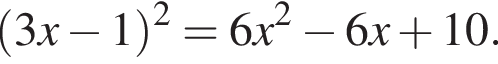 (3x − 1)² = 6x² − 6x + 10.